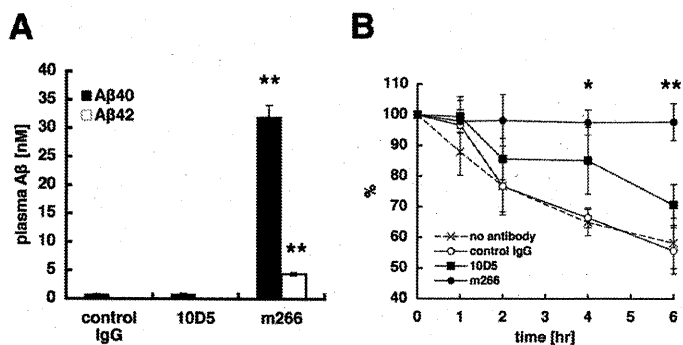 A
B
plasma Aβ [nM]
40
35
30
25
20
15
10
5
0
Aβ40
Aβ42
**
**
control IgG
10D5
m266
%
110
100
90
80
70
60
50
40
*
**
no antibody
control IgG
10D5
m266
0
1
2
3
4
5
6
time [hr]